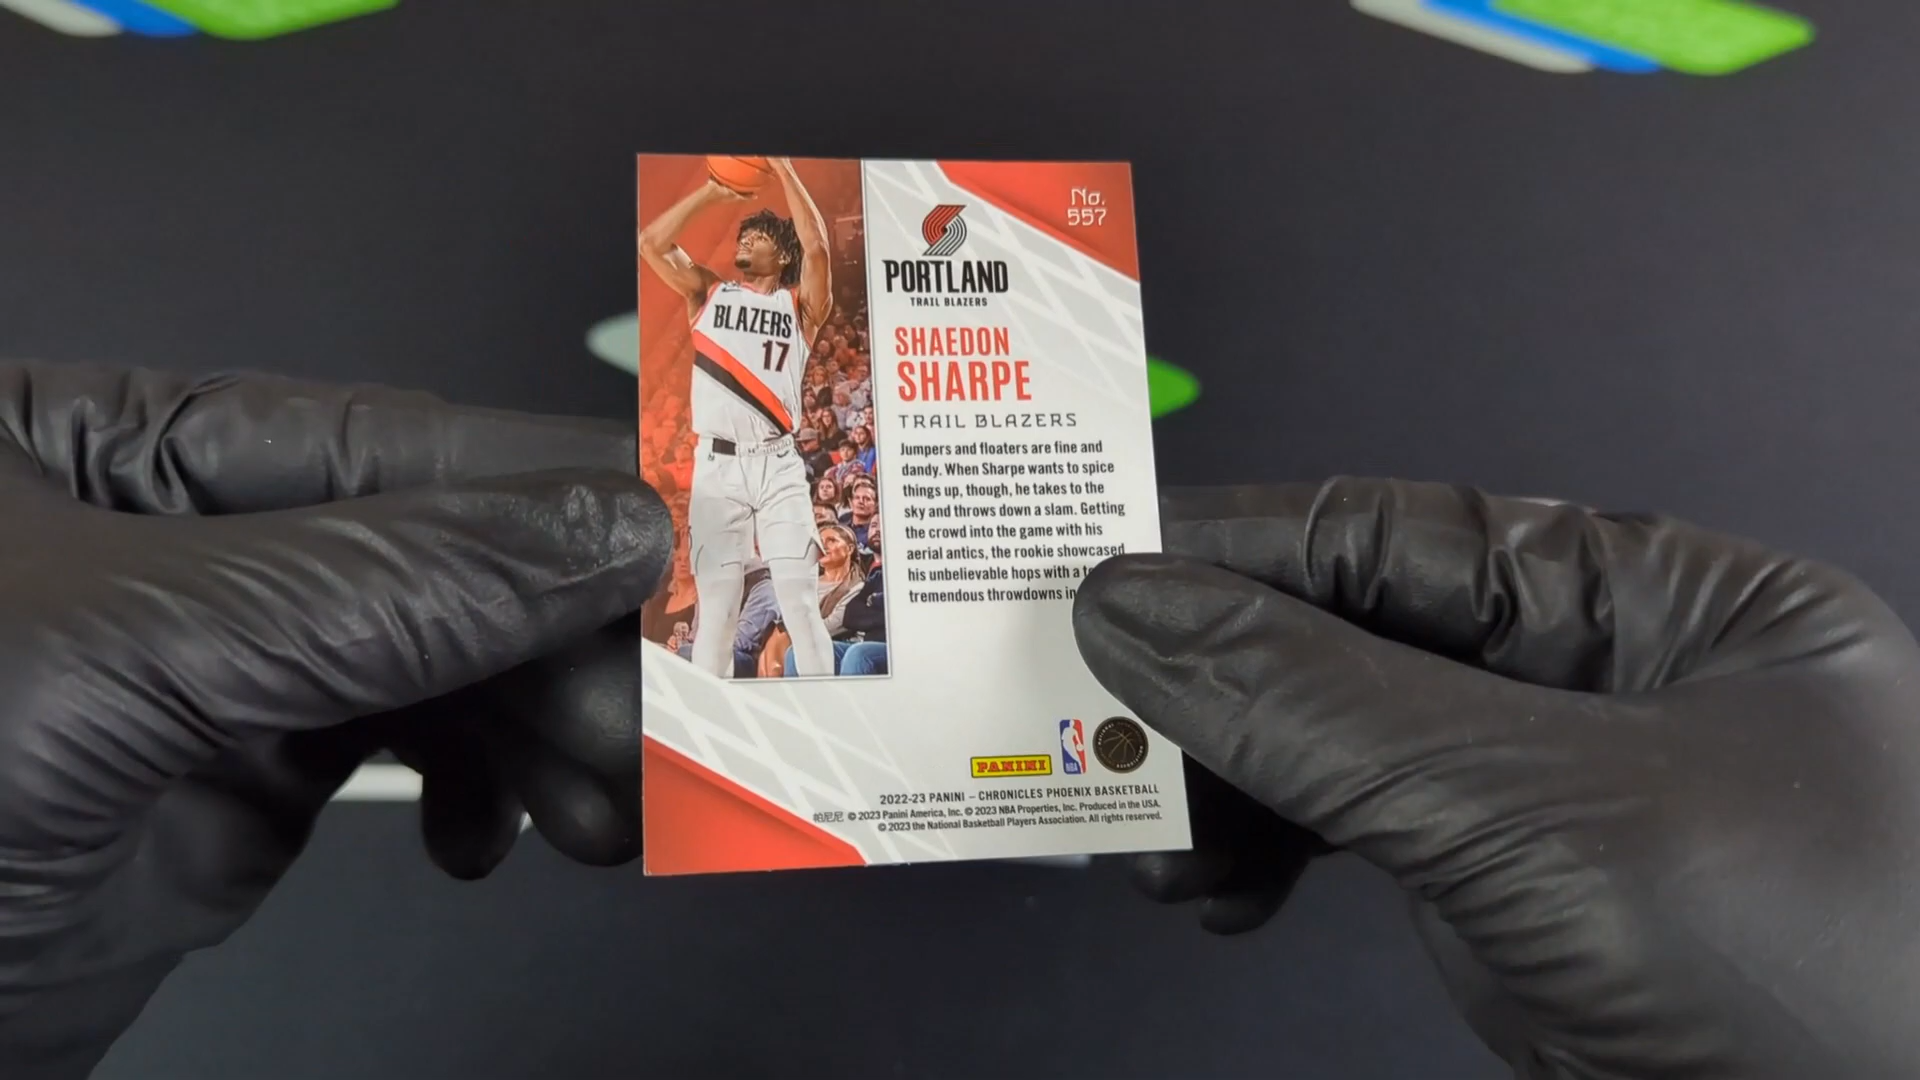 No.
557
PORTLAND
TRAIL BLAZERS
BLAZERS
17
SHAEDON
SHARPE
TRAIL BLAZERS
Jumpers and floaters are fine and
dandy. When Sharpe wants to spice
things up, though, he takes to the
sky and throws down a slam. Getting
the crowd into the game with his
aerial antics, the rookie showcased
his unbelievable hops with a
tremendous throwdowns in
PANINI
NBA
2022-23 PANINI – CHRONICLES PHOENIX BASKETBALL
帕尼尼 © 2023 Panini America, Inc. © 2023 NBA Properties, Inc. Produced in the USA.
© 2023 the National Basketball Players Association. All rights reserved.